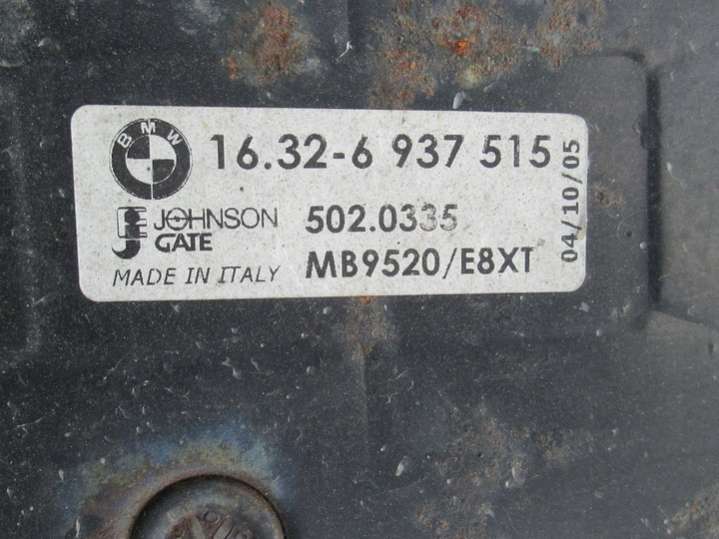 BMW
16.32-6 937 515
JOHNSON
GATE
502.0335
MADE IN ITALY
MB9520/E8XT
04/10/05